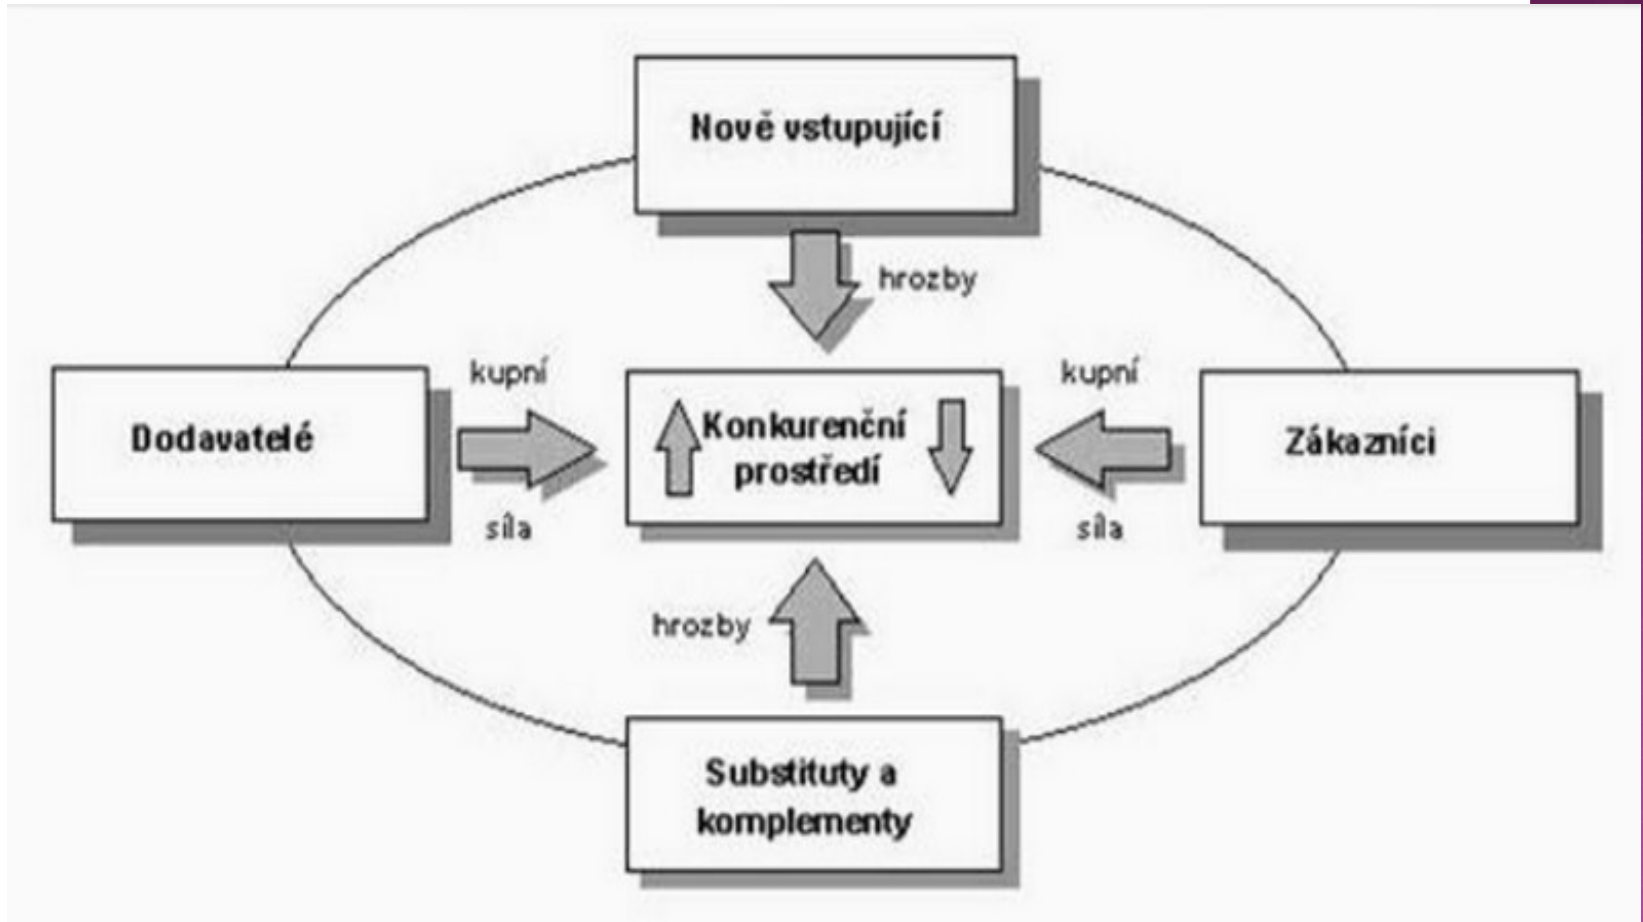 Nově vstupující
hrozby
kupní
kupní
Dodavatelé
Konkurenční
prostředí
Zákazníci
síla
síla
hrozby
Substituty a
komplementy